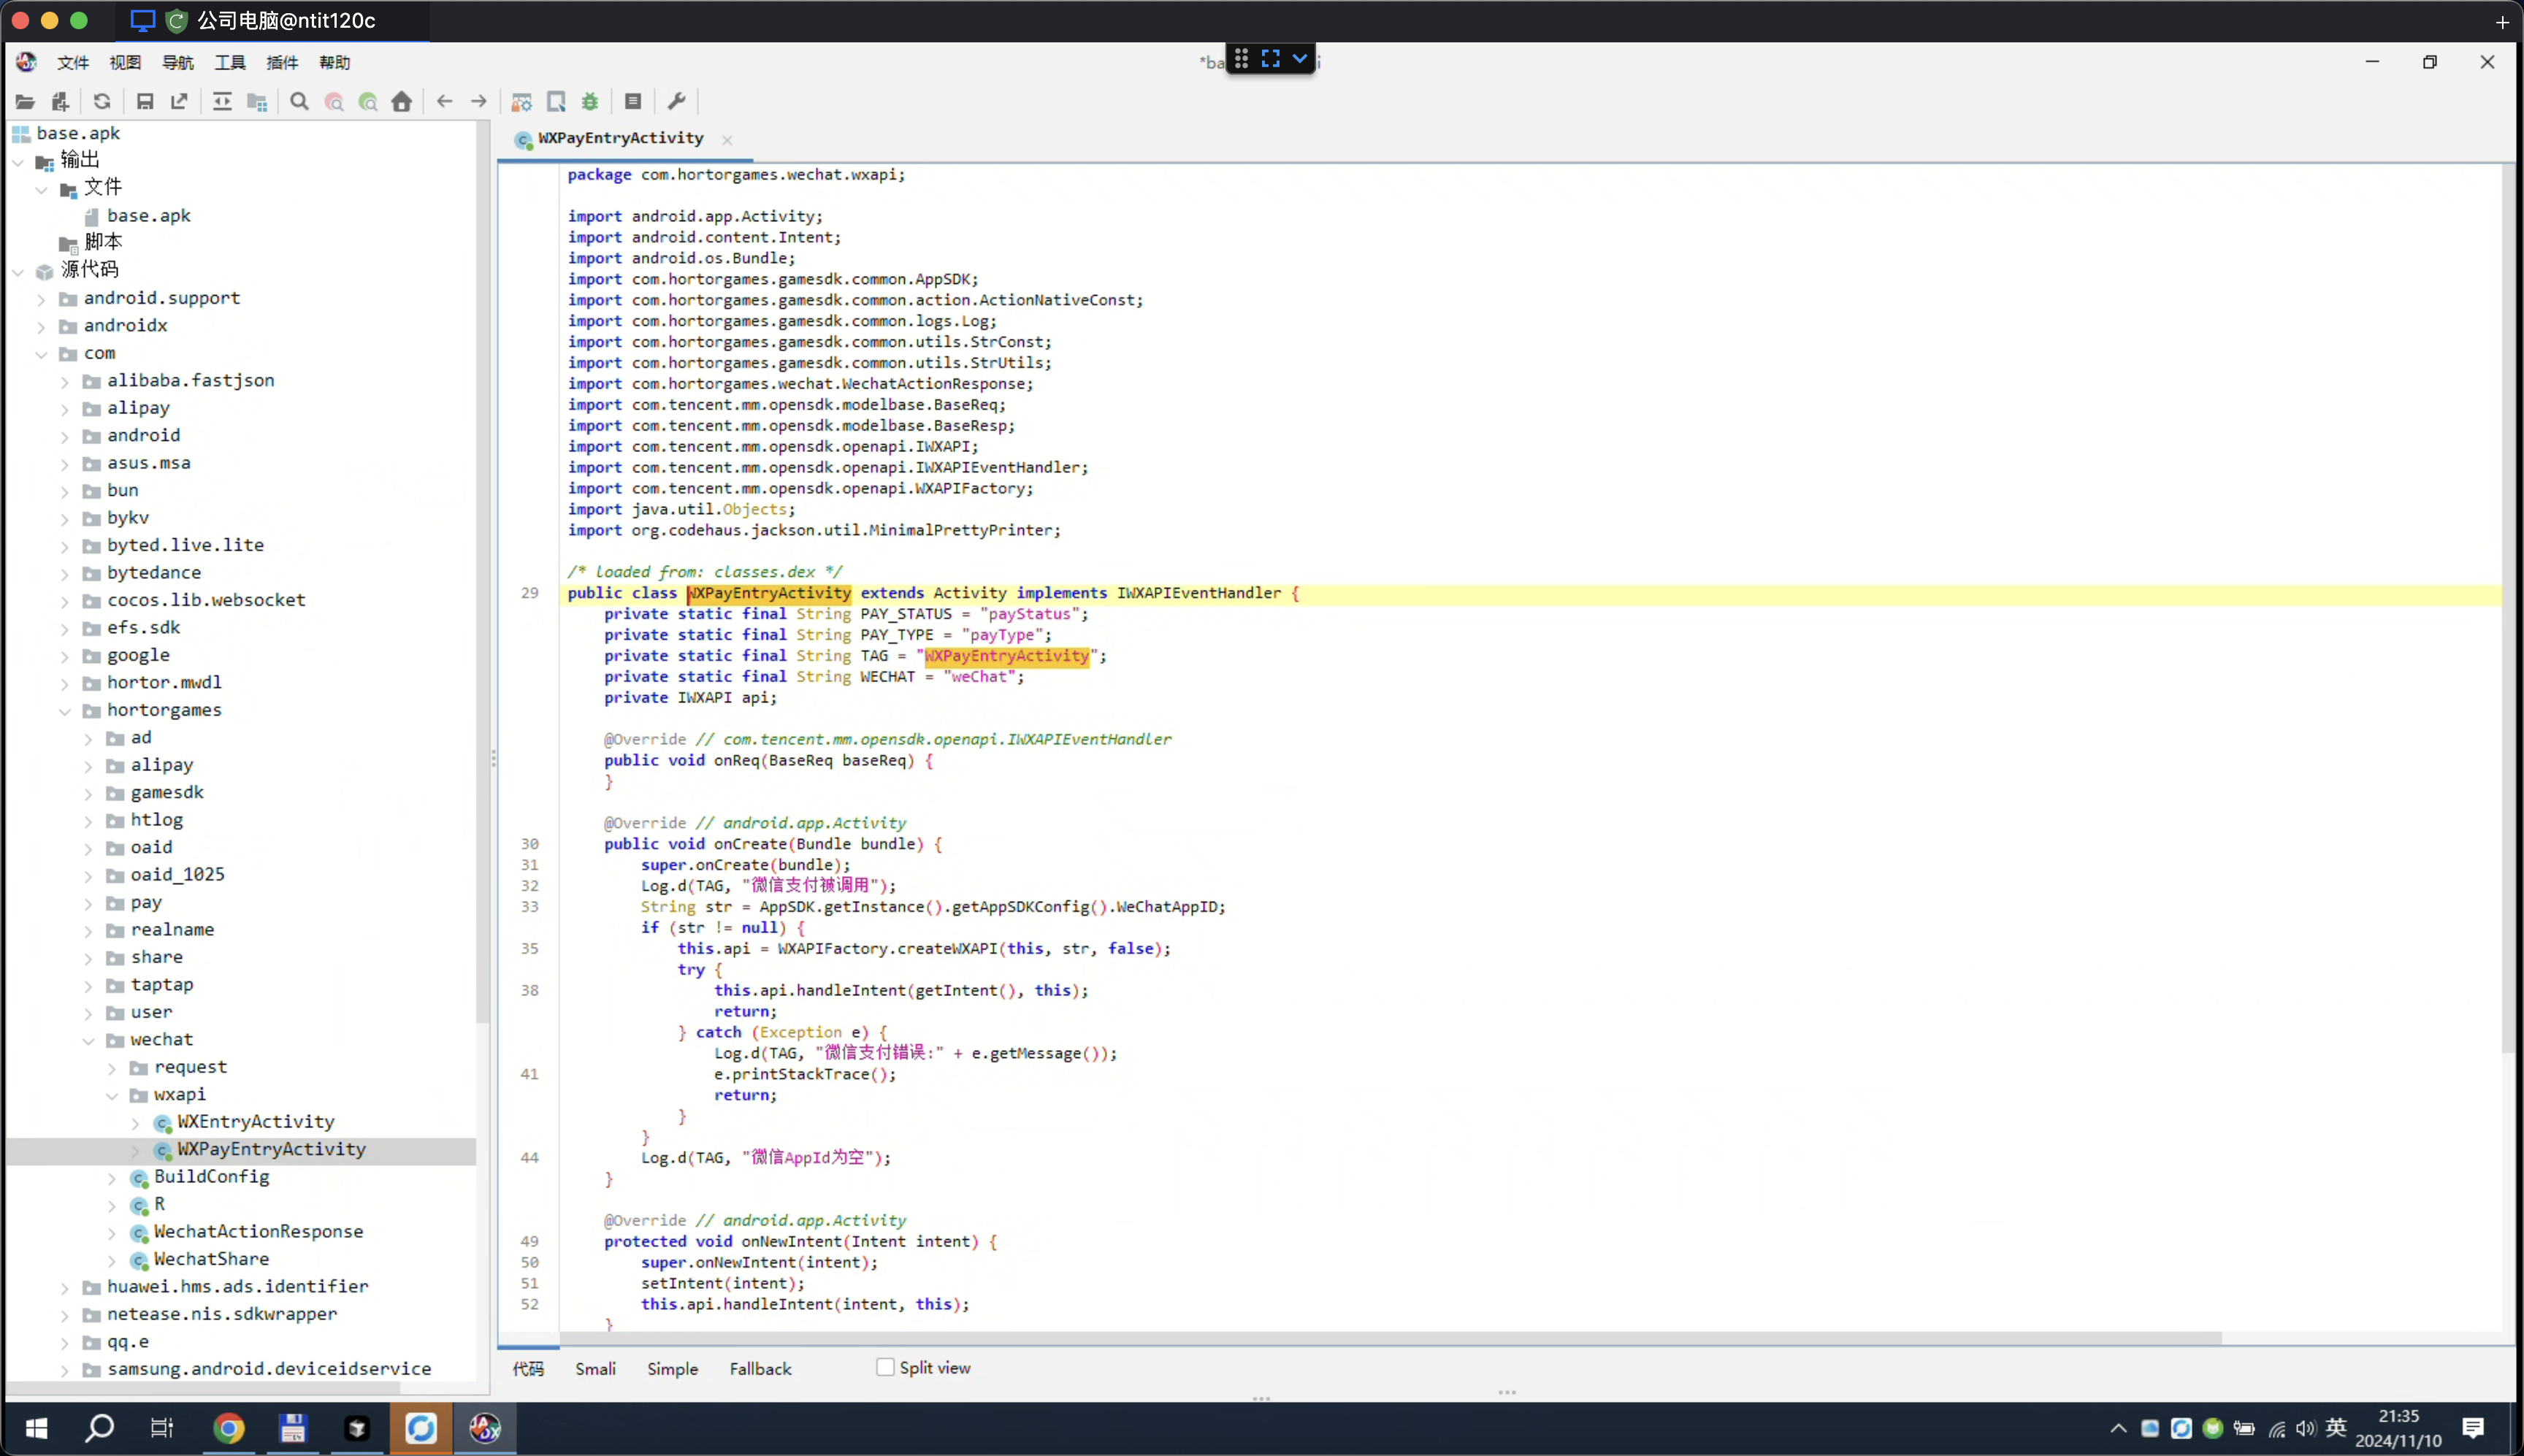 公司电脑@ntit120c
文件 视图 导航 工具 插件 帮助
*ba
base.apk
输出
文件
base.apk
脚本
源代码
android.support
androidx
com
alibaba.fastjson
alipay
android
asus.msa
bun
bykv
byted.live.lite
bytedance
cocos.lib.websocket
efs.sdk
google
hortor.mwdl
hortorgames
ad
alipay
gamesdk
htlog
oaid
oaid_1025
pay
realname
share
taptap
user
wechat
request
wxapi
WXEntryActivity
WXPayEntryActivity
BuildConfig
R
WechatActionResponse
WechatShare
huawei.hms.ads.identifier
netease.nis.sdkwrapper
qq.e
samsung.android.deviceidservice
WXPayEntryActivity
package com.hortorgames.wechat.wxapi;
import android.app.Activity;
import android.content.Intent;
import android.os.Bundle;
import com.hortorgames.gamesdk.common.AppSDK;
import com.hortorgames.gamesdk.common.action.ActionNativeConst;
import com.hortorgames.gamesdk.common.logs.Log;
import com.hortorgames.gamesdk.common.utils.StrConst;
import com.hortorgames.gamesdk.common.utils.StrUtils;
import com.hortorgames.wechat.WechatActionResponse;
import com.tencent.mm.opensdk.modelbase.BaseReq;
import com.tencent.mm.opensdk.modelbase.BaseResp;
import com.tencent.mm.opensdk.openapi.IWXAPI;
import com.tencent.mm.opensdk.openapi.IWXAPIEventHandler;
import com.tencent.mm.opensdk.openapi.WXAPIFactory;
import java.util.Objects;
import org.codehaus.jackson.util.MinimalPrettyPrinter;
/* loaded from: classes.dex */
29 public class WXPayEntryActivity extends Activity implements IWXAPIEventHandler {
private static final String PAY_STATUS = "payStatus";
private static final String PAY_TYPE = "payType";
private static final String TAG = "WXPayEntryActivity";
private static final String WECHAT = "weChat";
private IWXAPI api;
@Override // com.tencent.mm.opensdk.openapi.IWXAPIEventHandler
public void onReq(BaseReq baseReq) {
}
@Override // android.app.Activity
30 public void onCreate(Bundle bundle) {
31 super.onCreate(bundle);
32 Log.d(TAG, "微信支付被调用");
33 String str = AppSDK.getInstance().getAppSDKConfig().WeChatAppID;
if (str != null) {
35 this.api = WXAPIFactory.createWXAPI(this, str, false);
try {
38 this.api.handleIntent(getIntent(), this);
return;
} catch (Exception e) {
Log.d(TAG, "微信支付错误:" + e.getMessage());
41 e.printStackTrace();
return;
}
}
44 Log.d(TAG, "微信AppId为空");
}
@Override // android.app.Activity
49 protected void onNewIntent(Intent intent) {
50 super.onNewIntent(intent);
51 setIntent(intent);
52 this.api.handleIntent(intent, this);
}
代码 Smali Simple Fallback Split view
英
21:35
2024/11/10